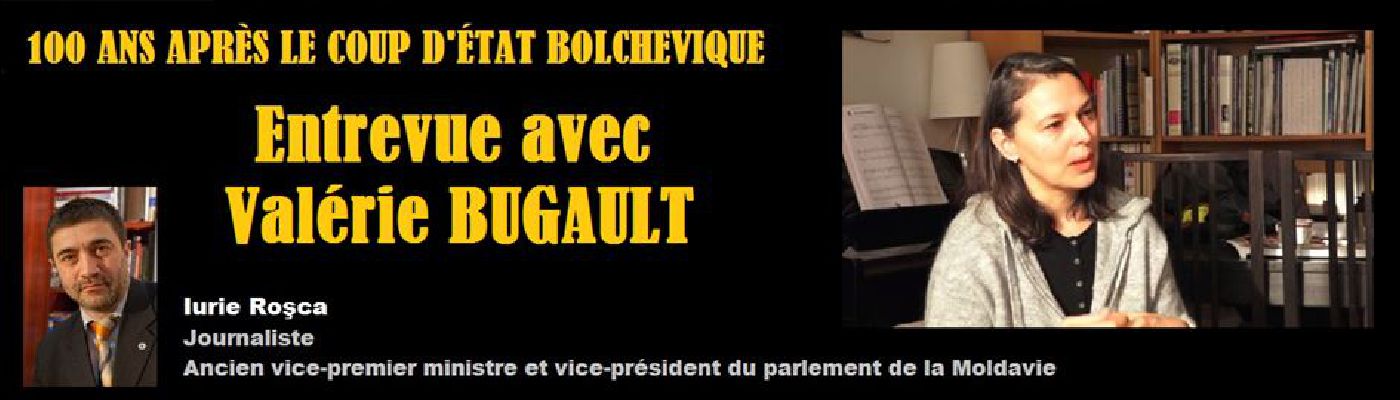 100 ANS APRÈS LE COUP D'ÉTAT BOLCHEVIQUE
Entrevue avec
Valérie BUGAULT
Iurie Roşca
Journaliste
Ancien vice-premier ministre et vice-président du parlement de la Moldavie